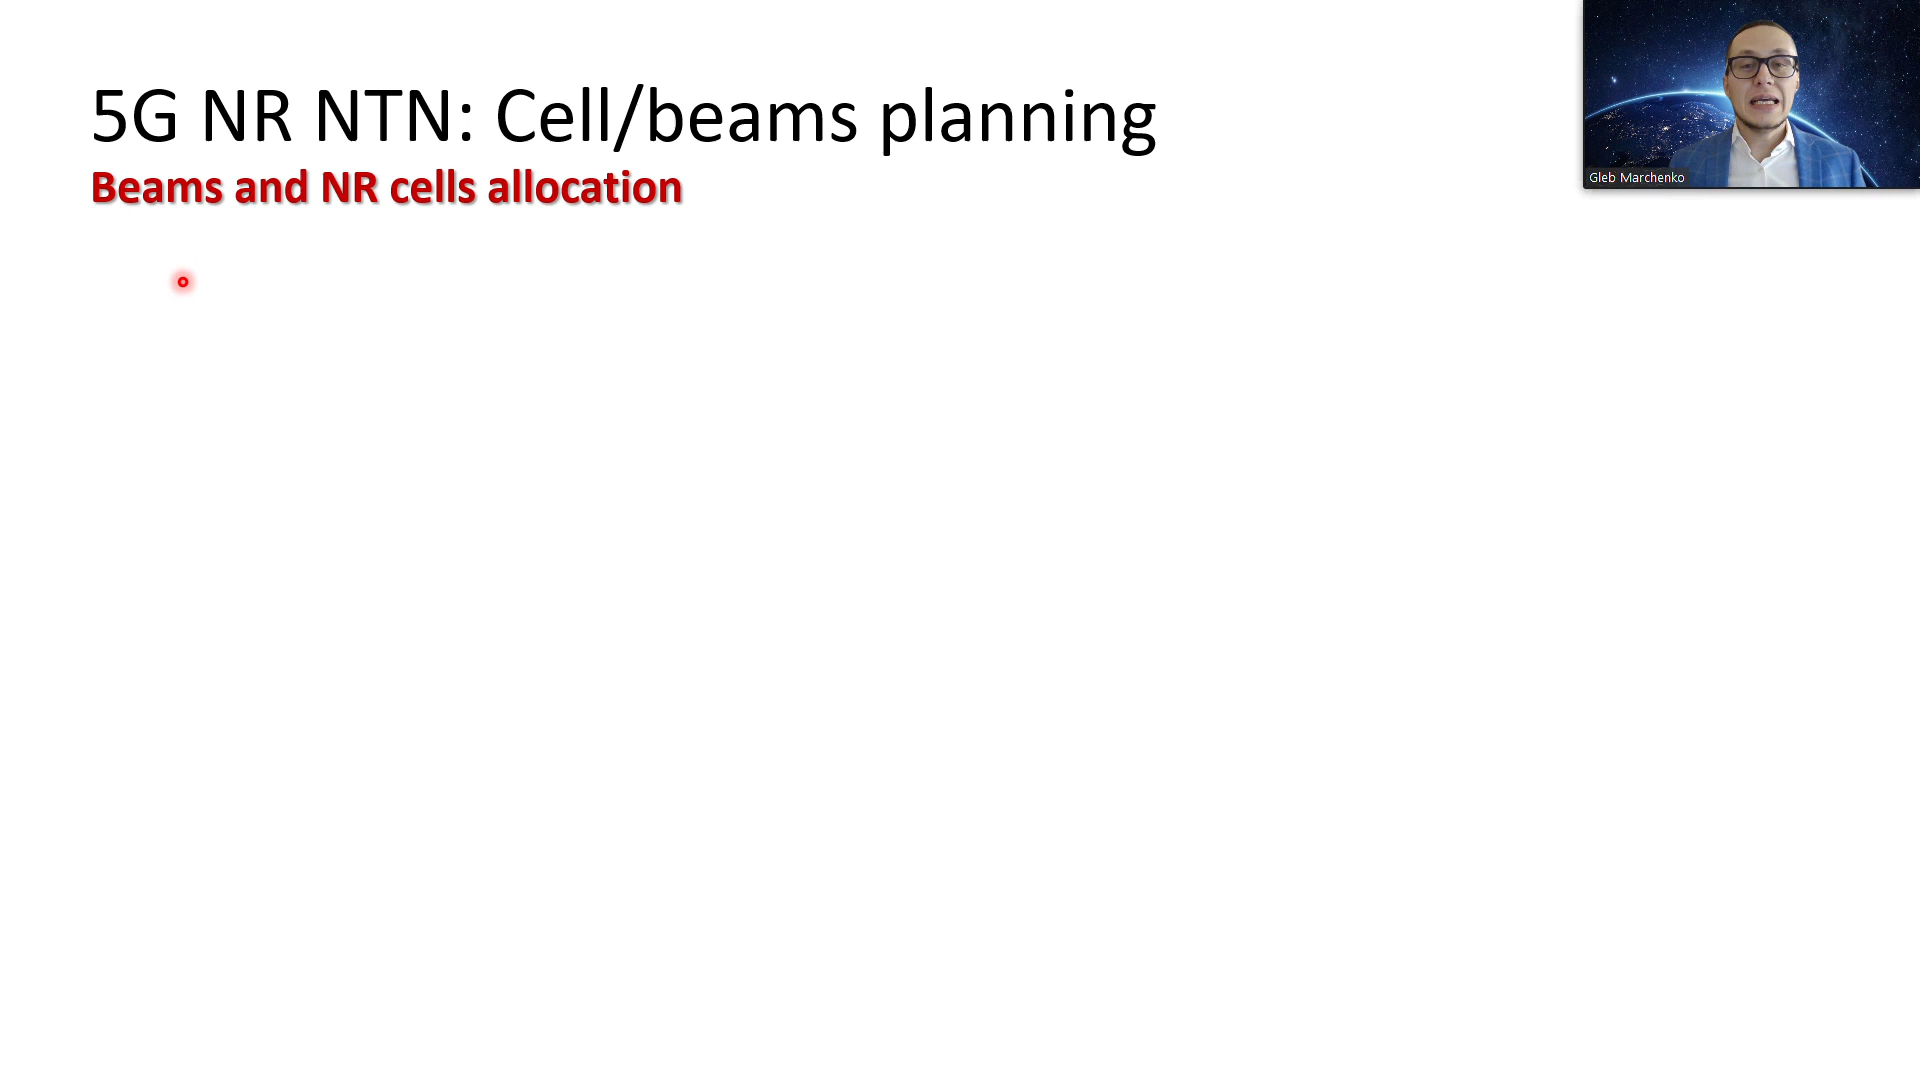 5G NR NTN: Cell/beams planning
Beams and NR cells allocation
Gleb Marchenko